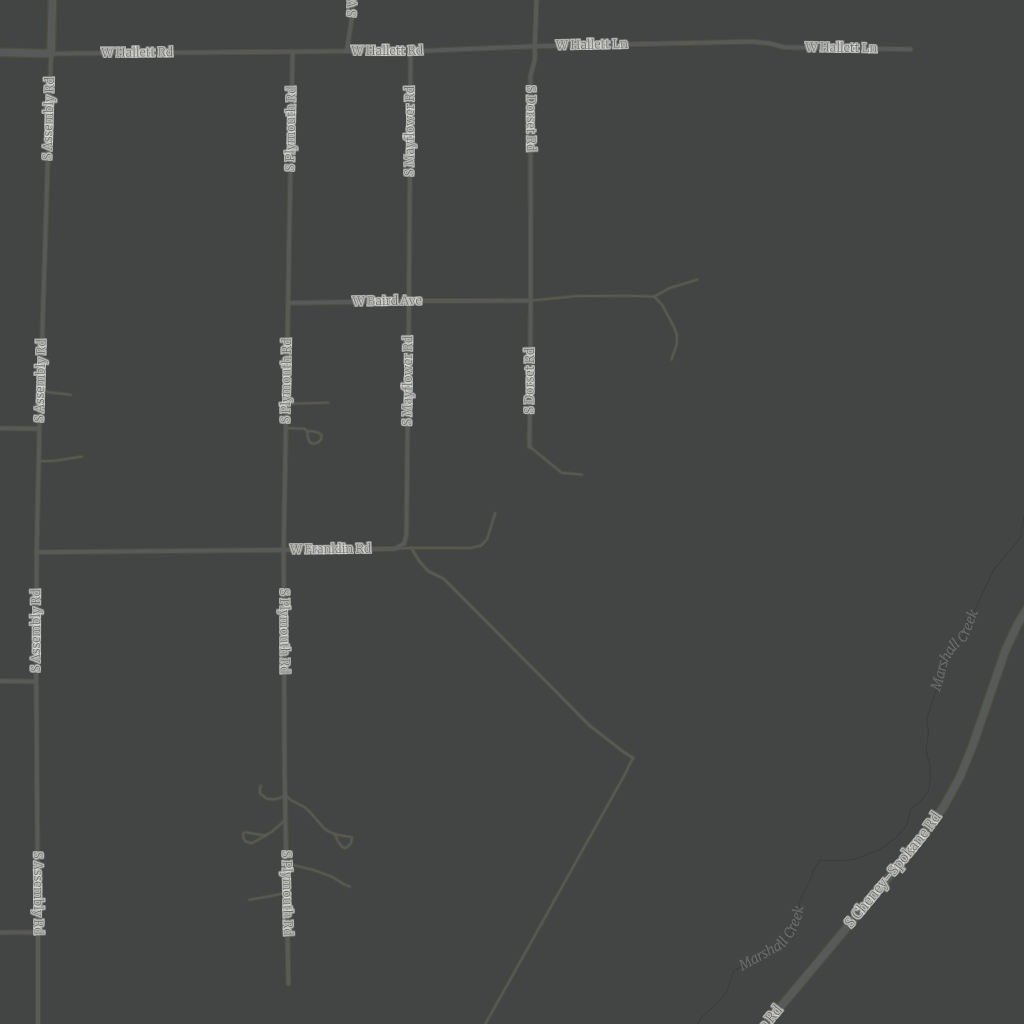 W Hallett Rd
W Hallett Rd
W Hallett Ln
W Hallett Ln
S Assembly Rd
S Plymouth Rd
S Mayflower Rd
S Dorset Rd
W Baird Ave
S Assembly Rd
S Plymouth Rd
S Mayflower Rd
S Dorset Rd
W Franklin Rd
S Assembly Rd
S Plymouth Rd
Marshall Creek
S Assembly Rd
S Plymouth Rd
S Cheney-Spokane Rd
Marshall Creek
Rd